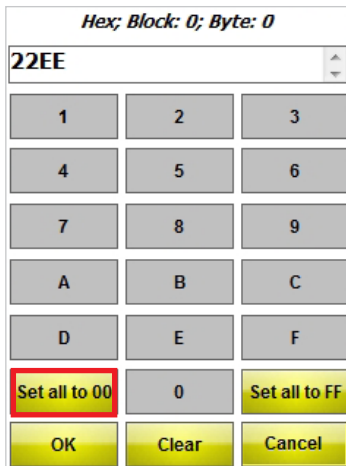 Hex; Block: 0; Byte: 0
22EE
1 2 3
4 5 6
7 8 9
A B C
D E F
Set all to 00 0 Set all to FF
OK Clear Cancel